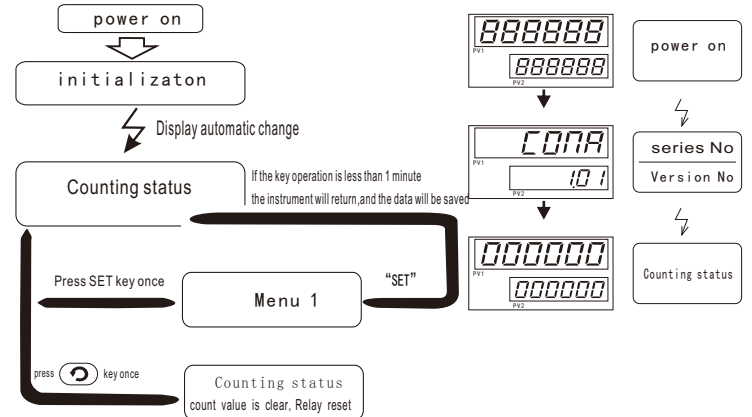 power on
initializaton
Display automatic change
Counting status
If the key operation is less than 1 minute
the instrument will return,and the data will be saved
Press SET key once
Menu 1
“SET”
press
key once
Counting status
count value is clear, Relay reset
888888
PV1
888888
PV2
power on
CONA
PV1
1.01
PV2
series No
Version No
000000
PV1
000000
PV2
Counting status